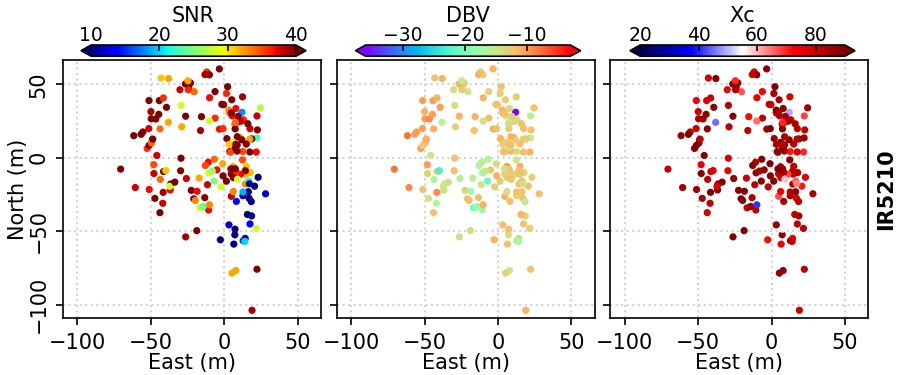 SNR DBV Xc
10 20 30 40 −30 −20 −10 20 40 60 80
50
0
−50
−100
North (m)
−100 −50 0 50 −100 −50 0 50 −100 −50 0 50
East (m) East (m) East (m)
IR5210